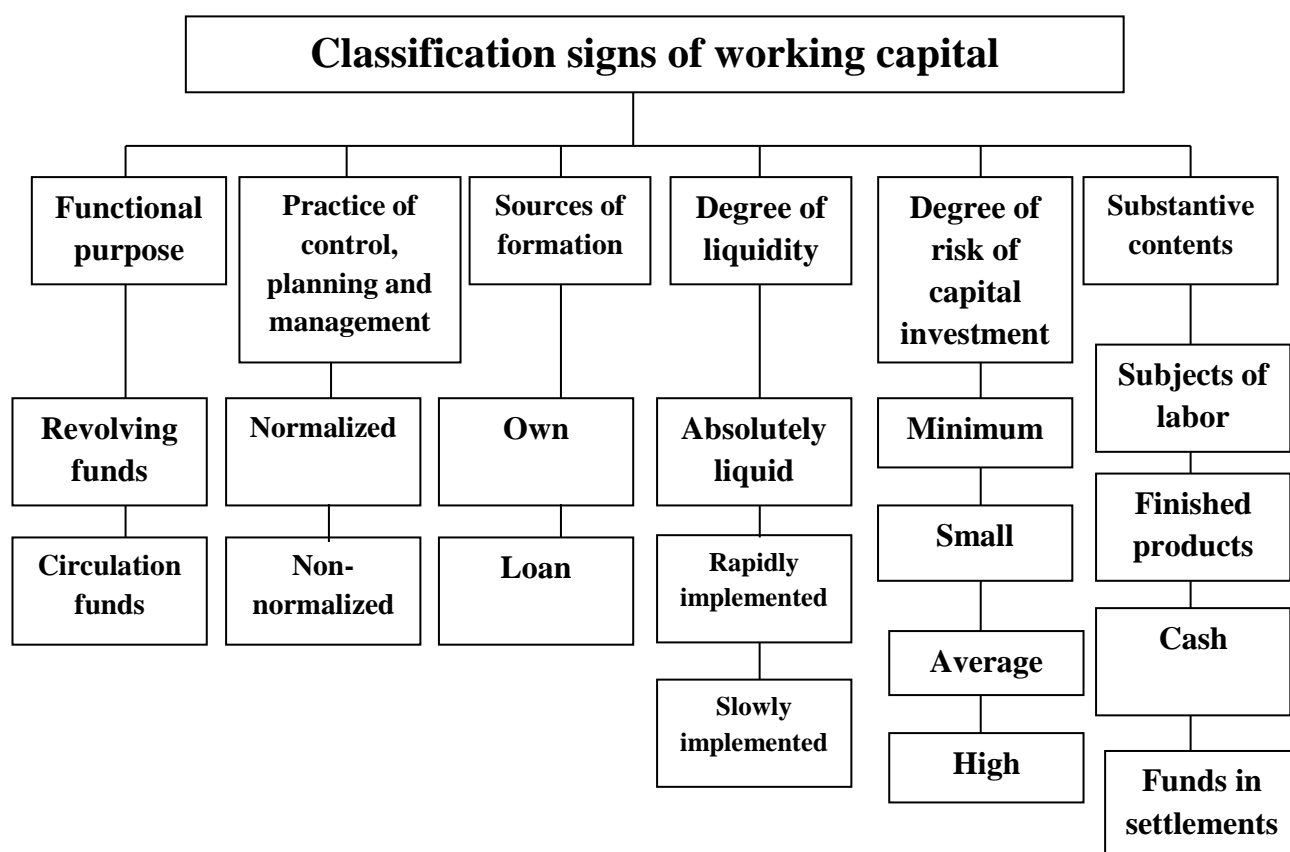 Classification signs of working capital
Functional
purpose
Practice of
control,
planning and
management
Sources of
formation
Degree of
liquidity
Degree of
risk of
capital
investment
Substantive
contents
Revolving
funds
Circulation
funds
Normalized
Non-
normalized
Own
Loan
Absolutely
liquid
Rapidly
implemented
Slowly
implemented
Minimum
Small
Average
High
Subjects of
labor
Finished
products
Cash
Funds in
settlements